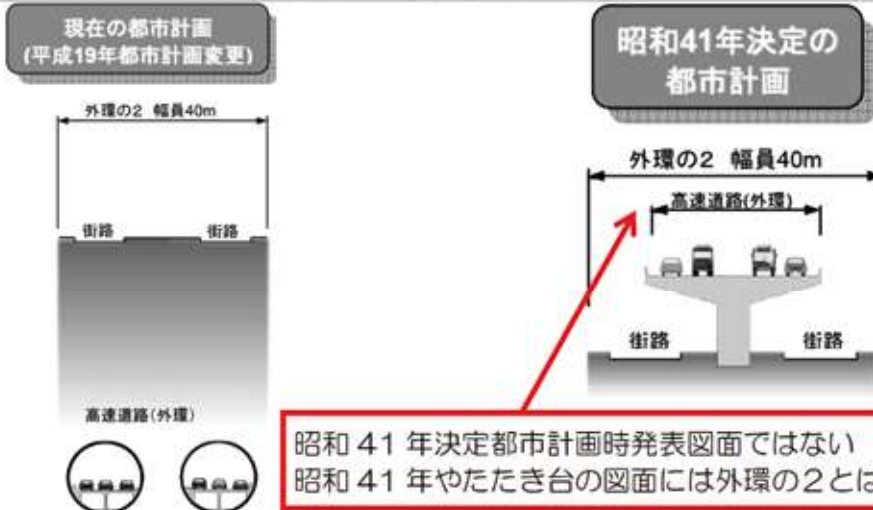 現在の都市計画
(平成19年都市計画変更)
外環の2 幅員40m
街路
街路
高速道路(外環)
昭和41年決定の
都市計画
外環の2 幅員40m
高速道路(外環)
街路
街路
昭和 41 年決定都市計画時発表図面ではない
昭和 41 年やたたき台の図面には外環の2とは